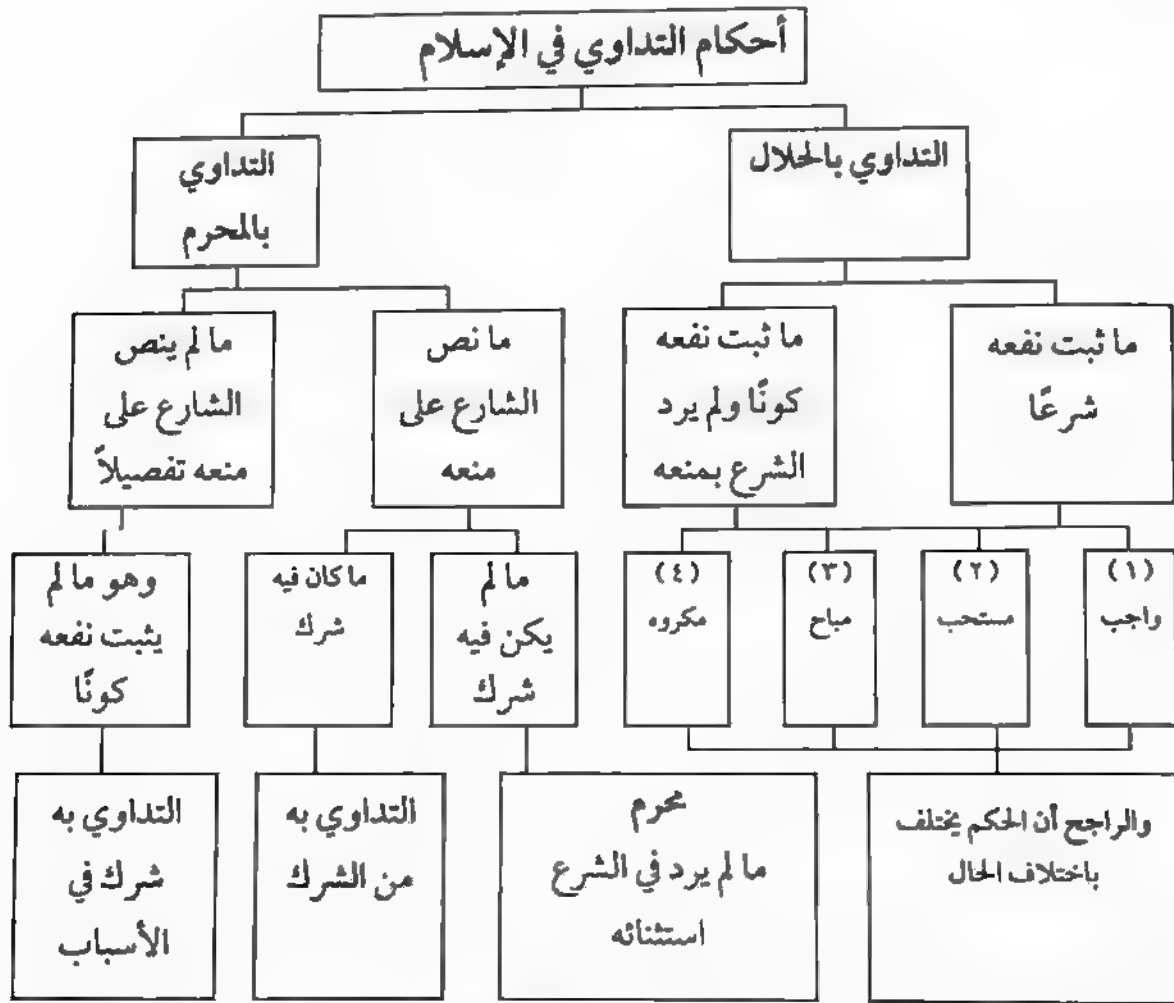 أحكام التداوي في الإسلام
التداوي بالحلال
التداوي
بالمحرم
ما ثبت نفعه
شرعًا
ما ثبت نفعه
كونًا ولم يرد
الشرع بمنعه
ما نص
الشارع على
منعه
ما لم ينص
الشارع على
منعه تفصيلاً
(١)
واجب
(٢)
مستحب
(٣)
مباح
(٤)
مكروه
ما لم
يكن فيه
شرك
ما كان فيه
شرك
وهو ما لم
يثبت نفعه
كونًا
والراجح أن الحكم يختلف
باختلاف الحال
محرم
ما لم يرد في الشرع
استثنائه
التداوي به
من الشرك
التداوي به
شرك في
الأسباب